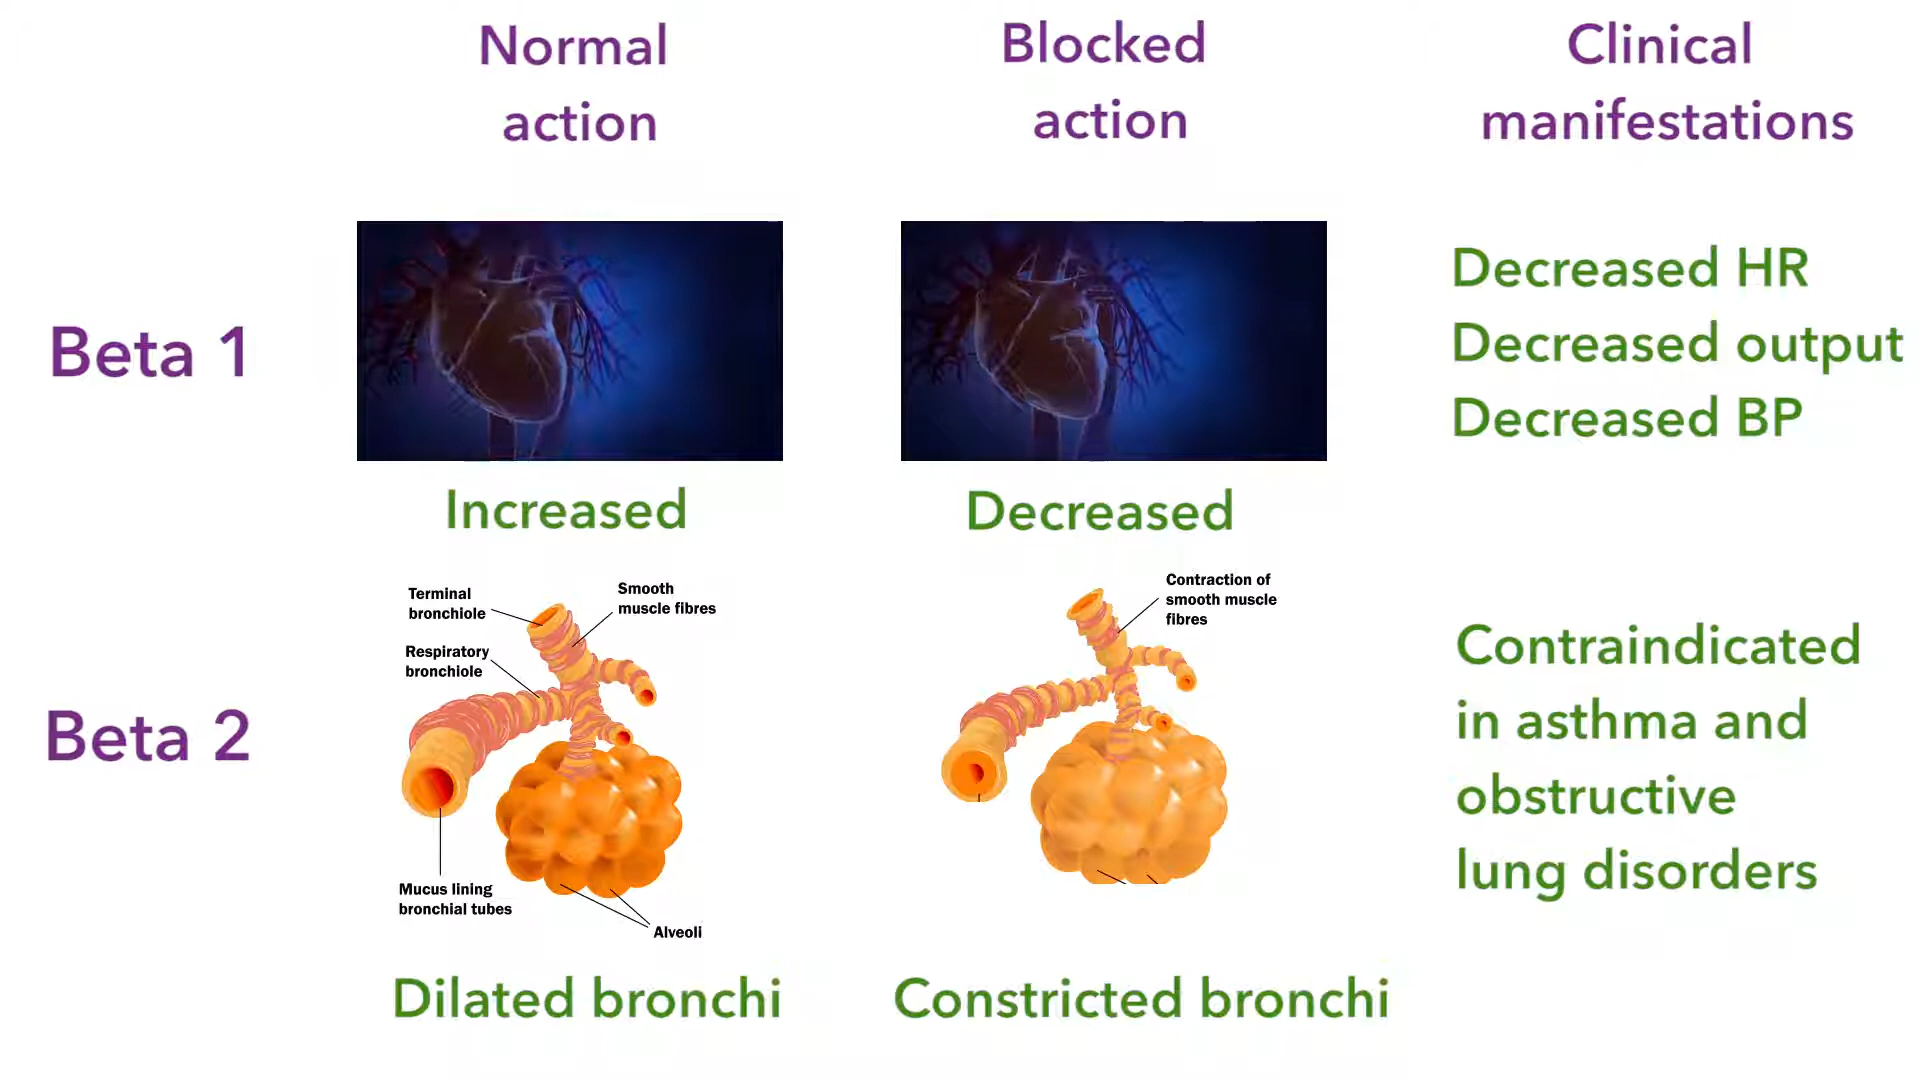 Normal
action
Blocked
action
Clinical
manifestations
Beta 1
Increased
Decreased
Decreased HR
Decreased output
Decreased BP
Beta 2
Terminal
bronchiole
Smooth
muscle fibres
Respiratory
bronchiole
Mucus lining
bronchial tubes
Alveoli
Dilated bronchi
Contraction of
smooth muscle
fibres
Constricted bronchi
Contraindicated
in asthma and
obstructive
lung disorders